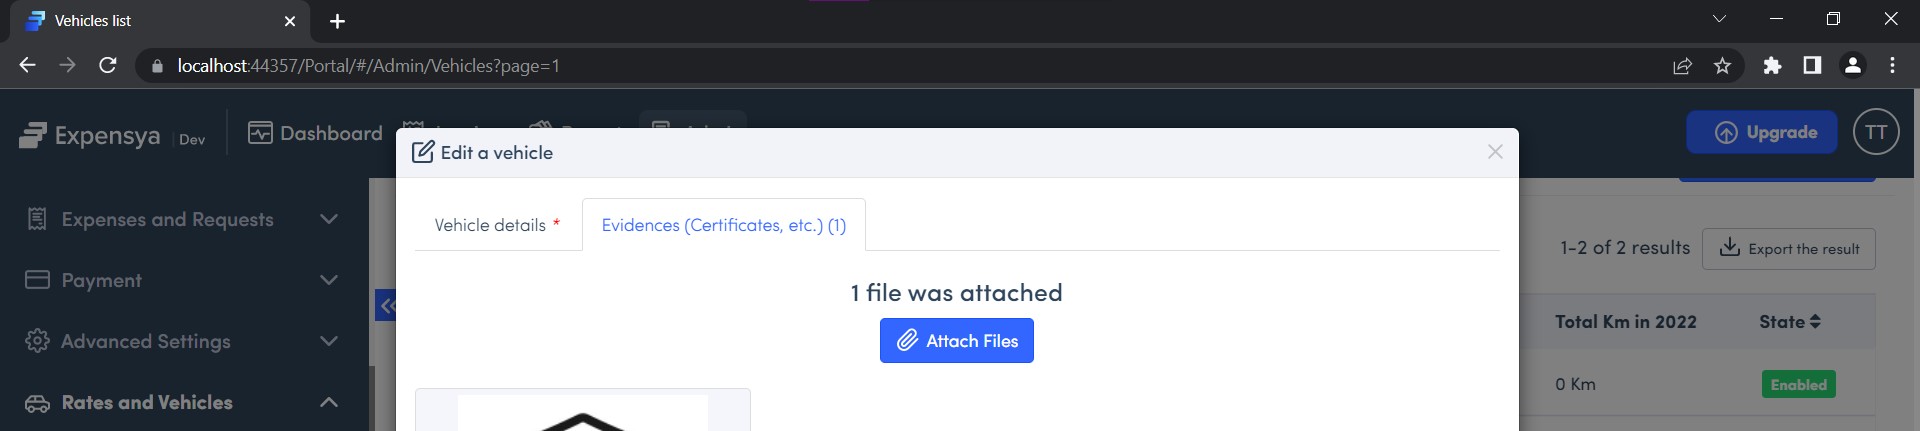 Vehicles list
localhost:44357/Portal/#/Admin/Vehicles?page=1
Expensya Dev
Dashboard
Upgrade
TT
Edit a vehicle
Expenses and Requests
Vehicle details *
Evidences (Certificates, etc.) (1)
1-2 of 2 results
Export the result
Payment
1 file was attached
Total Km in 2022
State
Advanced Settings
Attach Files
0 Km
Enabled
Rates and Vehicles